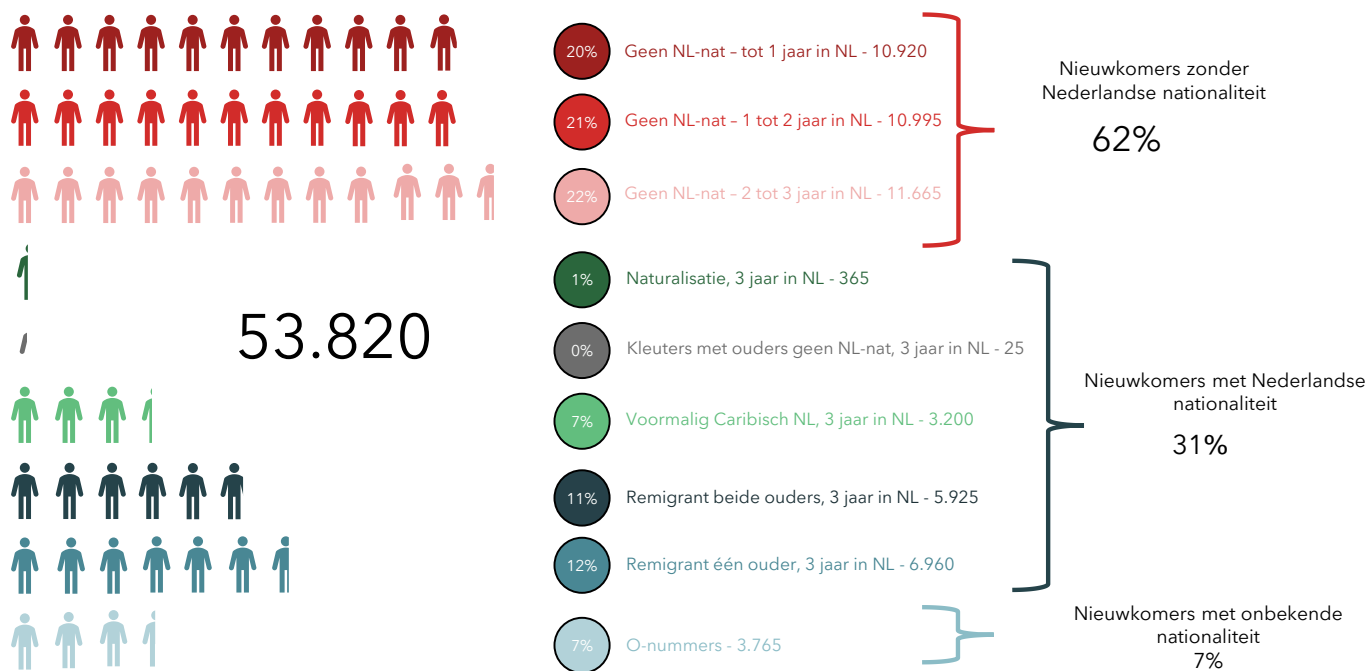 20%
Geen NL-nat – tot 1 jaar in NL - 10.920
21%
Geen NL-nat – 1 tot 2 jaar in NL - 10.995
22%
Geen NL-nat – 2 tot 3 jaar in NL - 11.665
Nieuwkomers zonder
Nederlandse nationaliteit
62%
53.820
1%
Naturalisatie, 3 jaar in NL - 365
0%
Kleuters met ouders geen NL-nat, 3 jaar in NL - 25
7%
Voormalig Caribisch NL, 3 jaar in NL - 3.200
11%
Remigrant beide ouders, 3 jaar in NL - 5.925
12%
Remigrant één ouder, 3 jaar in NL - 6.960
Nieuwkomers met Nederlandse
nationaliteit
31%
7%
O-nummers - 3.765
Nieuwkomers met onbekende
nationaliteit
7%